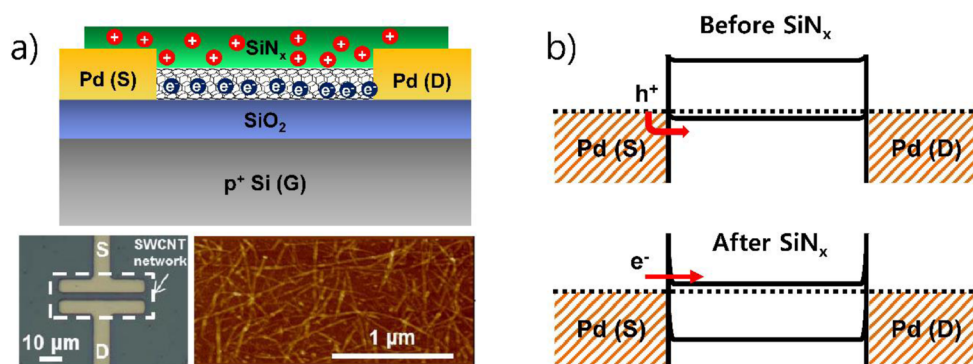 a)
+ + + + + + + + +
SiNₓ
Pd (S)
Pd (D)
e⁻ e⁻ e⁻ e⁻ e⁻ e⁻ e⁻ e⁻ e⁻
SiO₂
p⁺ Si (G)
S
SWCNT
network
10 µm
D
1 µm
b)
Before SiNₓ
h⁺
Pd (S)
Pd (D)
After SiNₓ
e⁻
Pd (S)
Pd (D)